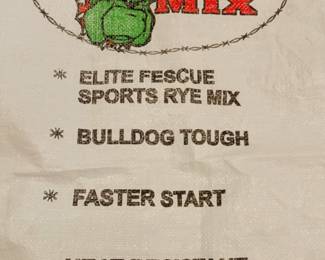 MIX
* ELITE FESCUE
SPORTS RYE MIX
* BULLDOG TOUGH
* FASTER START